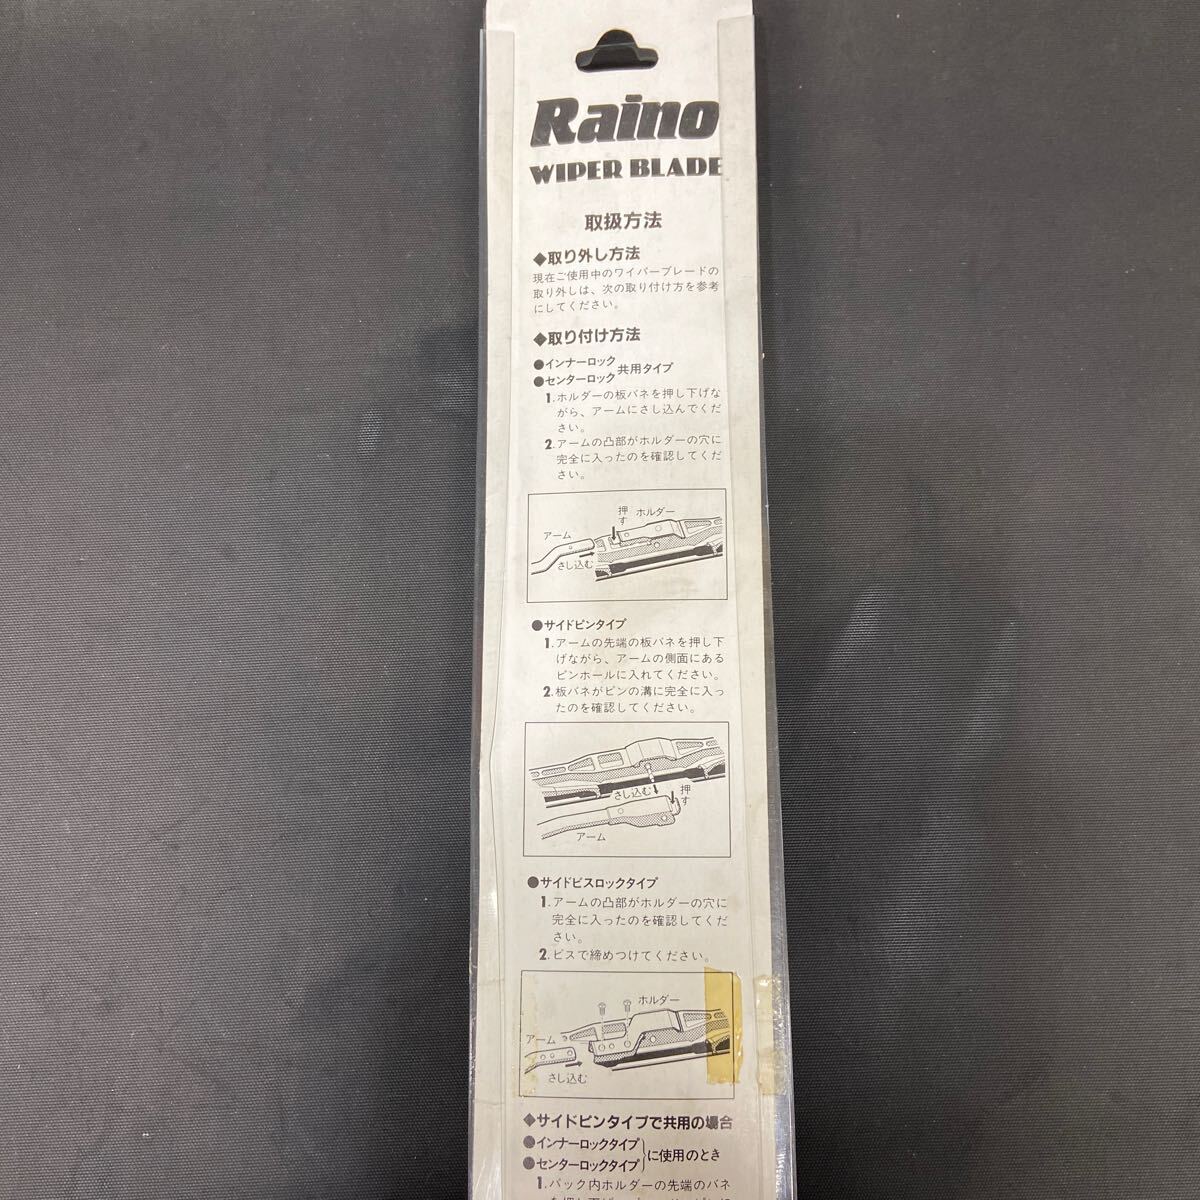 Raino
WIPER BLADE
取扱方法
◆取り外し方法
現在ご使用中のワイパーブレードの
取り外しは、次の取り付け方を参考
にしてください。
◆取り付け方法
●インナーロック
●センターロック
共用タイプ
1.ホルダーの板バネを押し下げな
がら、アームにさし込んでくだ
さい。
2.アームの凸部がホルダーの穴に
完全に入ったのを確認してくだ
さい。
押す
ホルダー
アーム
さし込む
●サイドピンタイプ
1.アームの先端の板バネを押し下
げながら、アームの側面にある
ピンホールに入れてください。
2.板バネがピンの溝に完全に入っ
たのを確認してください。
さし込む
押す
アーム
●サイドビスロックタイプ
1.アームの凸部がホルダーの穴に
完全に入ったのを確認してくだ
さい。
2.ビスで締めつけてください。
ホルダー
アーム
さし込む
◆サイドピンタイプで共用の場合
●インナーロックタイプ
●センターロックタイプ
}に使用のとき
1.パック内ホルダーの先端のバネ